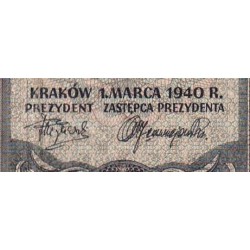 KRAKÓW 1. MARCA 1940 R.
PREZYDENT ZASTĘPCA PREZYDENTA